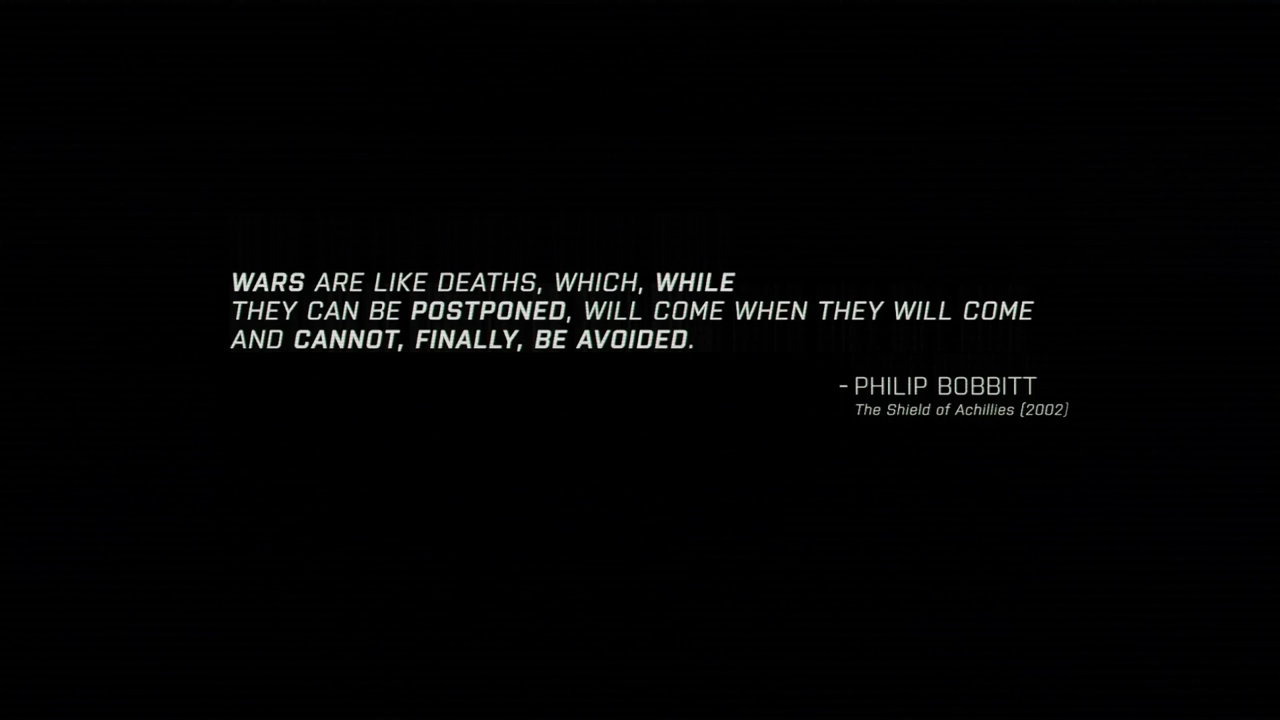 WARS ARE LIKE DEATHS, WHICH, WHILE
THEY CAN BE POSTPONED, WILL COME WHEN THEY WILL COME
AND CANNOT, FINALLY, BE AVOIDED.
- PHILIP BOBBITT
The Shield of Achillies (2002)